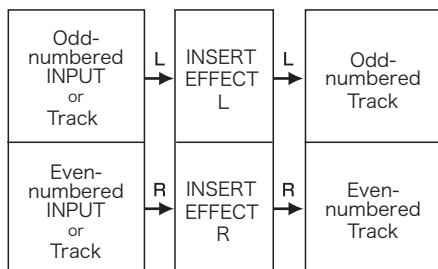 Odd-
numbered
INPUT
or
Track
L
INSERT
EFFECT
L
L
Odd-
numbered
Track
Even-
numbered
INPUT
or
Track
R
INSERT
EFFECT
R
R
Even-
numbered
Track